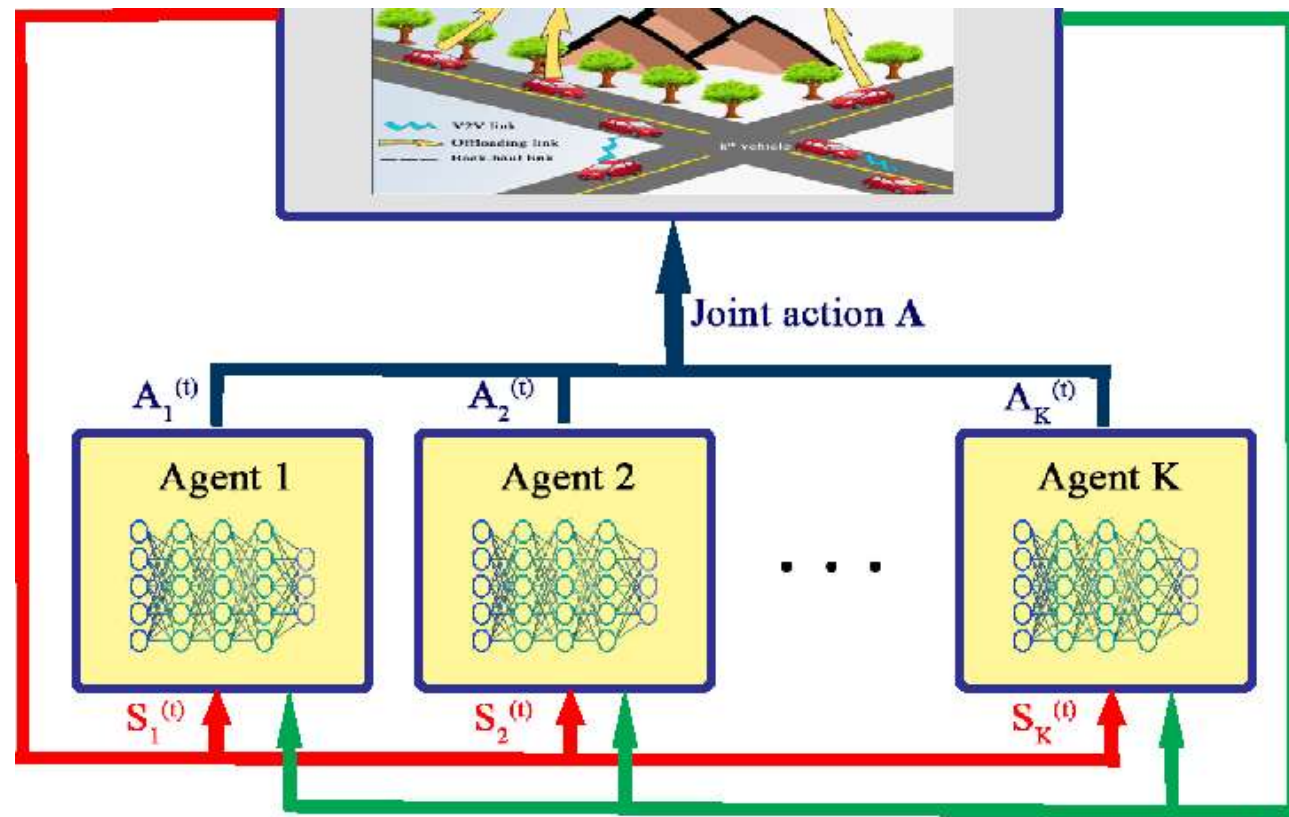 V2V link
Offloading link
Back-haul link
kth vehicle
Joint action A
A1(t)
A2(t)
AK(t)
Agent 1
Agent 2
Agent K
. . .
S1(t)
S2(t)
SK(t)